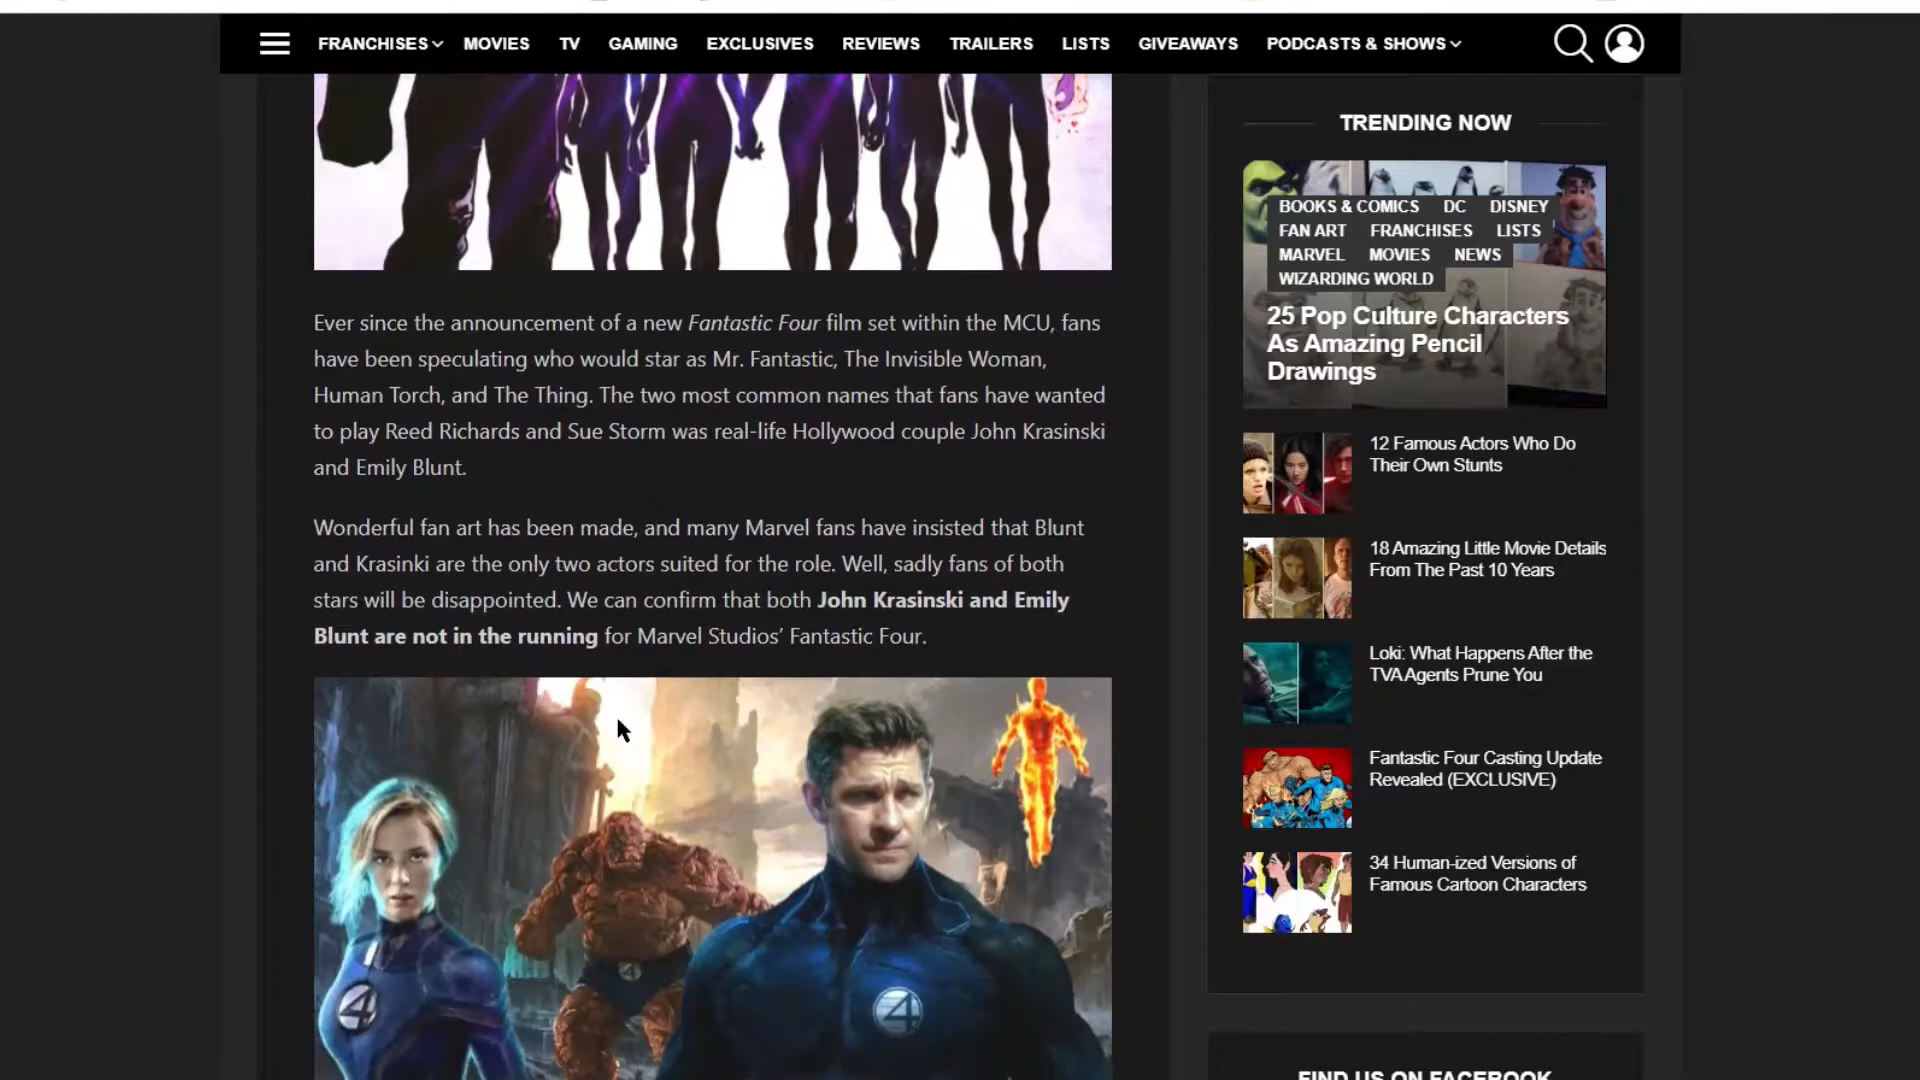 FRANCHISES MOVIES TV GAMING EXCLUSIVES REVIEWS TRAILERS LISTS GIVEAWAYS PODCASTS & SHOWS
Ever since the announcement of a new Fantastic Four film set within the MCU, fans
have been speculating who would star as Mr. Fantastic, The Invisible Woman,
Human Torch, and The Thing. The two most common names that fans have wanted
to play Reed Richards and Sue Storm was real-life Hollywood couple John Krasinski
and Emily Blunt.
Wonderful fan art has been made, and many Marvel fans have insisted that Blunt
and Krasinki are the only two actors suited for the role. Well, sadly fans of both
stars will be disappointed. We can confirm that both John Krasinski and Emily
Blunt are not in the running for Marvel Studios’ Fantastic Four.
4
4
TRENDING NOW
BOOKS & COMICS DC DISNEY
FAN ART FRANCHISES LISTS
MARVEL MOVIES NEWS
WIZARDING WORLD
25 Pop Culture Characters
As Amazing Pencil
Drawings
12 Famous Actors Who Do
Their Own Stunts
18 Amazing Little Movie Details
From The Past 10 Years
Loki: What Happens After the
TVA Agents Prune You
Fantastic Four Casting Update
Revealed (EXCLUSIVE)
34 Human-ized Versions of
Famous Cartoon Characters
FIND US ON FACEBOOK